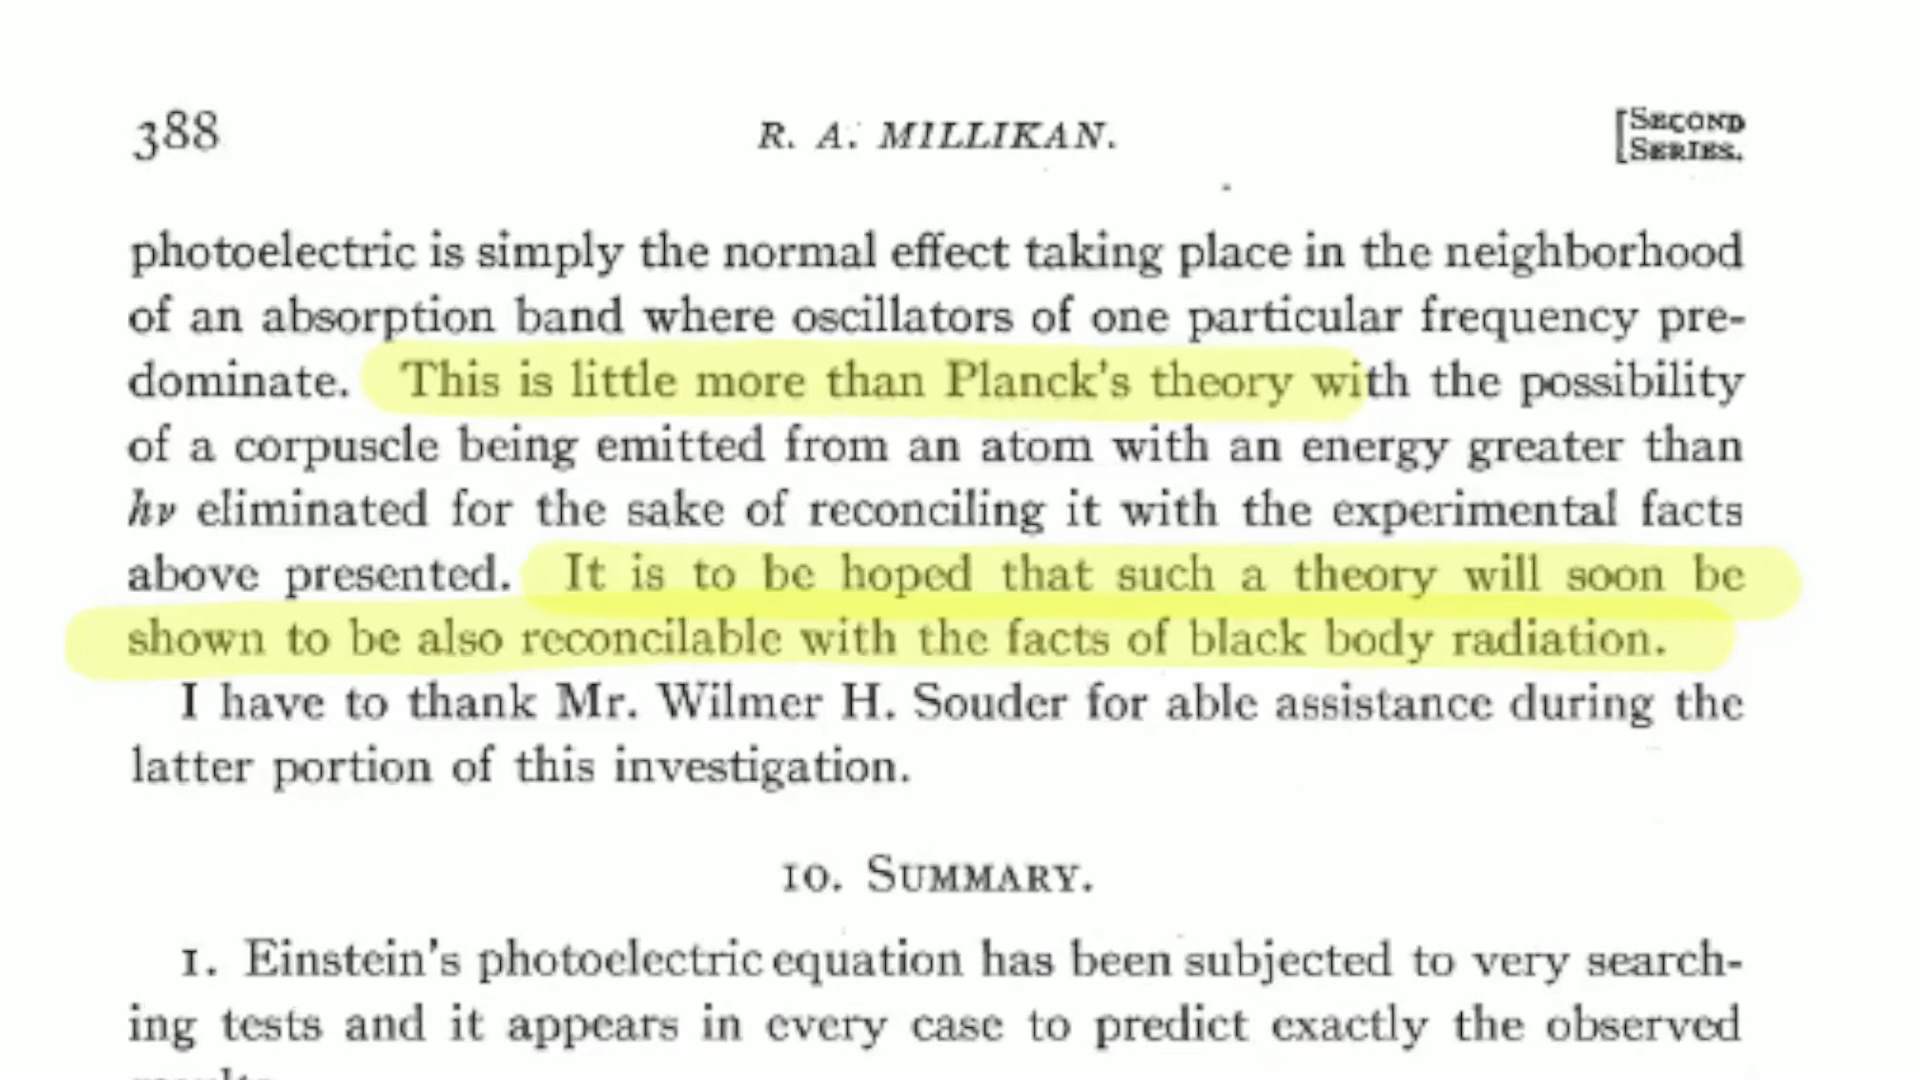 388
R. A. MILLIKAN.
[SECOND
SERIES.
photoelectric is simply the normal effect taking place in the neighborhood
of an absorption band where oscillators of one particular frequency pre-
dominate. This is little more than Planck's theory with the possibility
of a corpuscle being emitted from an atom with an energy greater than
hν eliminated for the sake of reconciling it with the experimental facts
above presented. It is to be hoped that such a theory will soon be
shown to be also reconcilable with the facts of black body radiation.
I have to thank Mr. Wilmer H. Souder for able assistance during the
latter portion of this investigation.
10. SUMMARY.
1. Einstein's photoelectric equation has been subjected to very search-
ing tests and it appears in every case to predict exactly the observed